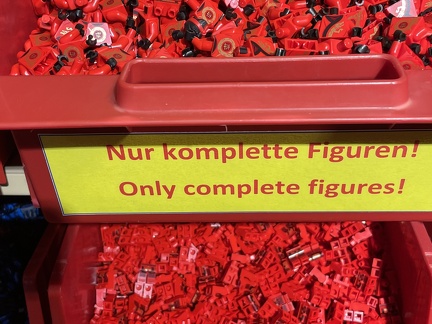 Nur komplette Figuren!
Only complete figures!